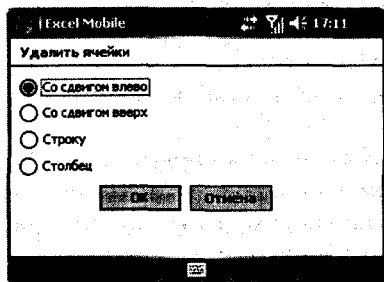 Excel Mobile 17:11
Удалить ячейки
Со сдвигом влево
Со сдвигом вверх
Строку
Столбец
OK Отмена